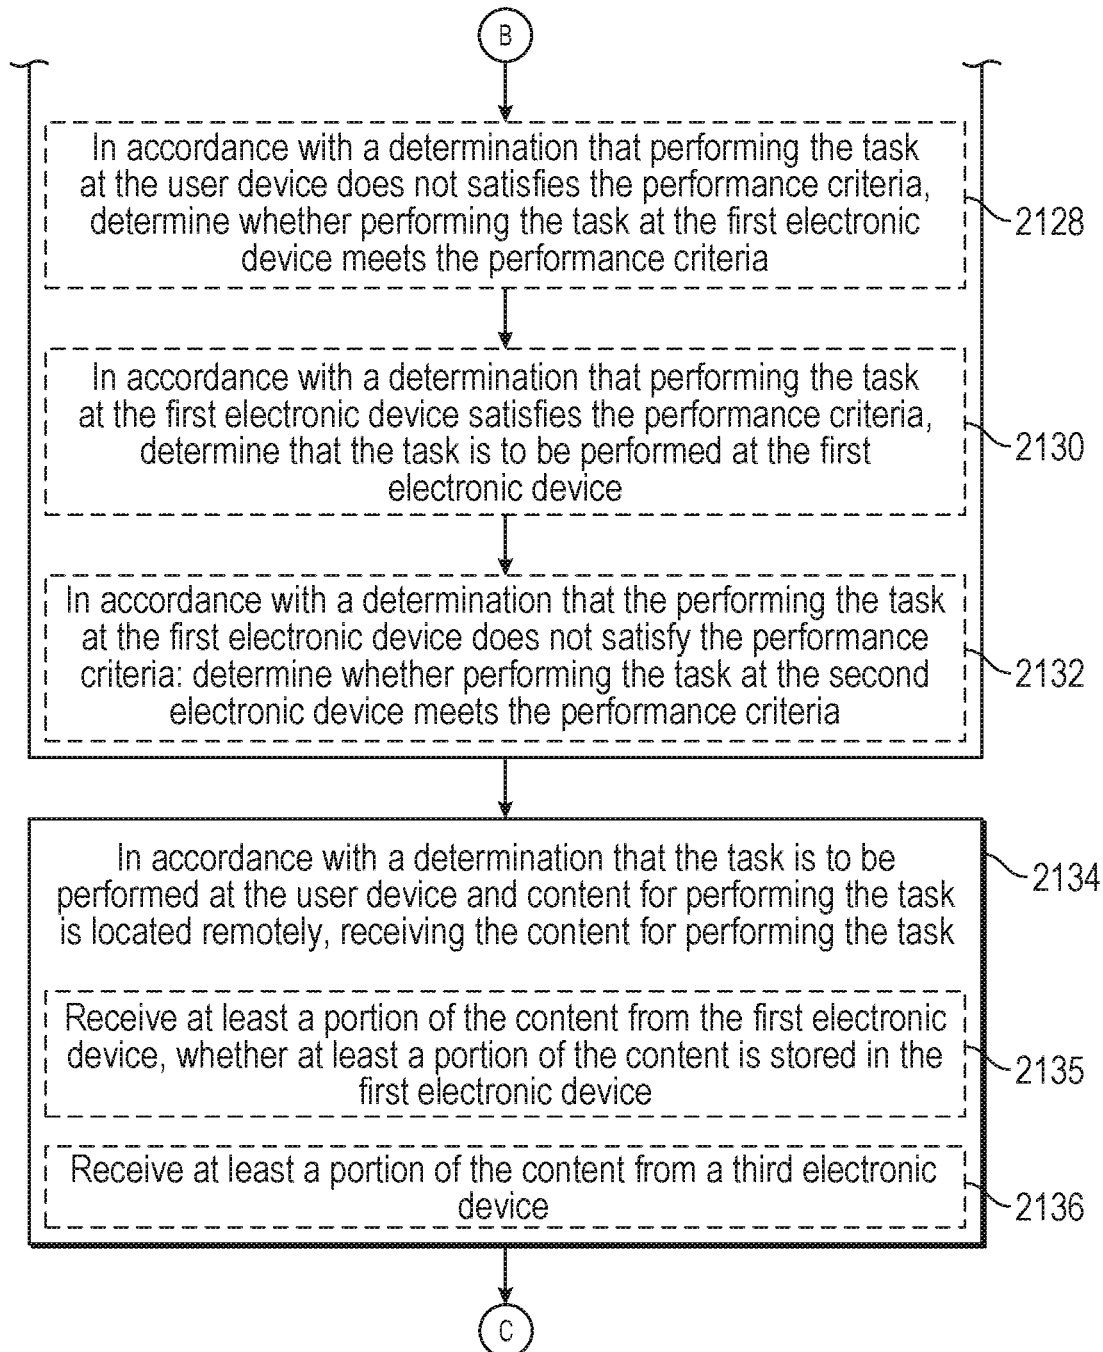 B
In accordance with a determination that performing the task
at the user device does not satisfies the performance criteria,
determine whether performing the task at the first electronic
device meets the performance criteria
2128
In accordance with a determination that performing the task
at the first electronic device satisfies the performance criteria,
determine that the task is to be performed at the first
electronic device
2130
In accordance with a determination that the performing the task
at the first electronic device does not satisfy the performance
criteria: determine whether performing the task at the second
electronic device meets the performance criteria
2132
In accordance with a determination that the task is to be
performed at the user device and content for performing the task
is located remotely, receiving the content for performing the task
2134
Receive at least a portion of the content from the first electronic
device, whether at least a portion of the content is stored in the
first electronic device
2135
Receive at least a portion of the content from a third electronic
device
2136
C